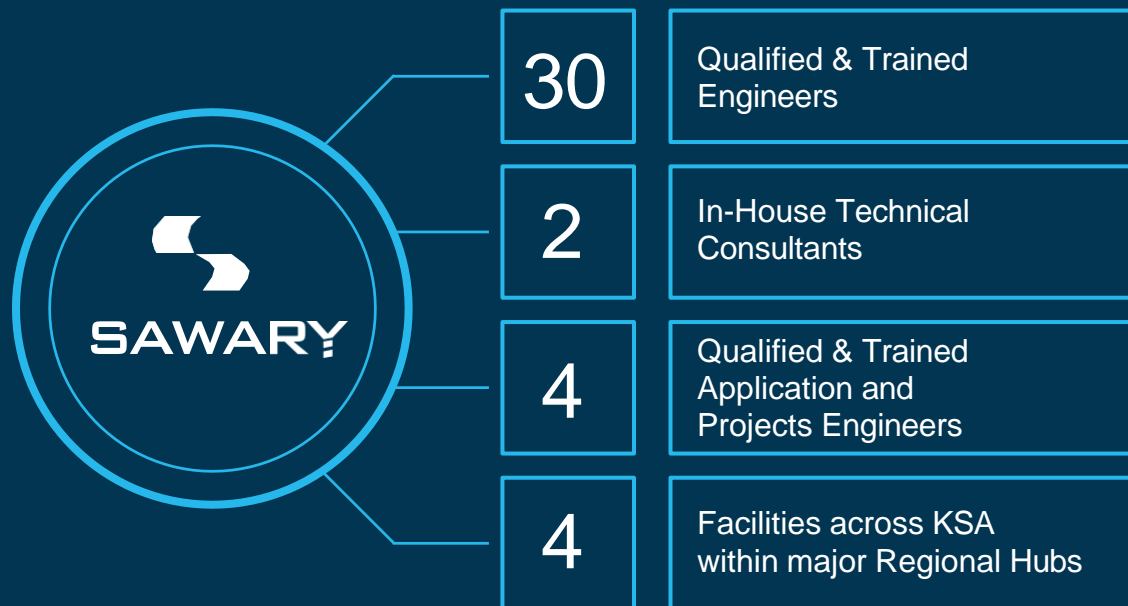 SAWARY
30
Qualified & Trained
Engineers
2
In-House Technical
Consultants
4
Qualified & Trained
Application and
Projects Engineers
4
Facilities across KSA
within major Regional Hubs